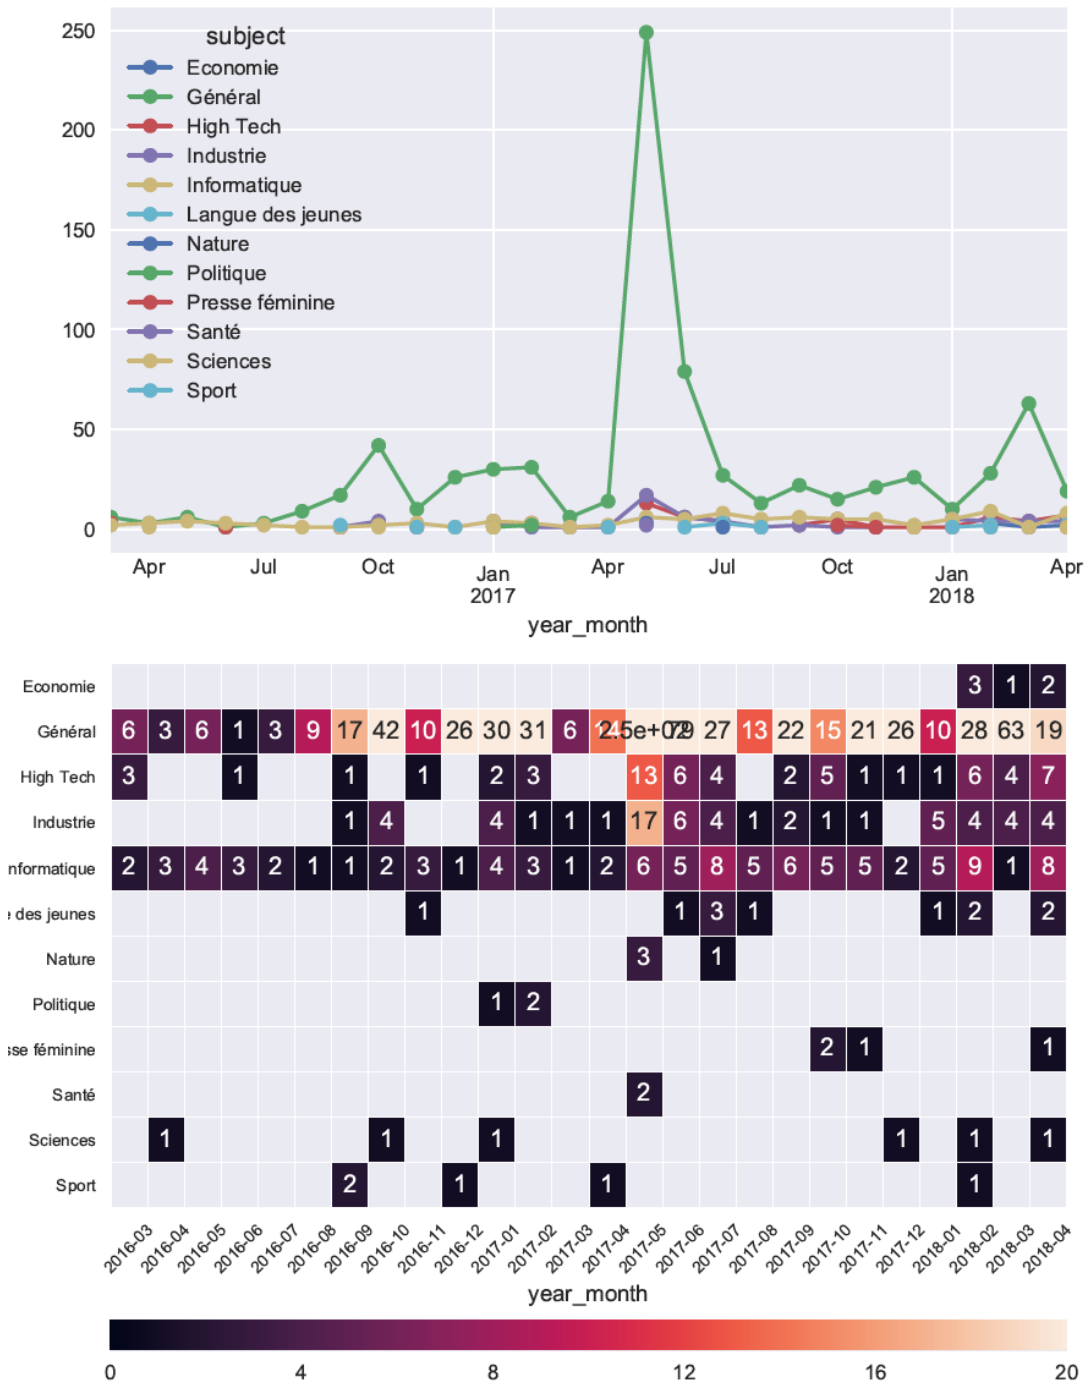 250
200
150
100
50
0
subject
Economie
Général
High Tech
Industrie
Informatique
Langue des jeunes
Nature
Politique
Presse féminine
Santé
Sciences
Sport
Apr Jul Oct Jan Apr Jul Oct Jan Apr
2017 2018
year_month
Economie 3 1 2
Général 6 3 6 1 3 9 17 42 10 26 30 31 6 14 2.5e+02 79 27 13 22 15 21 26 10 28 63 19
High Tech 3 1 1 1 2 3 13 6 4 2 5 1 1 1 6 4 7
Industrie 1 4 4 1 1 1 17 6 4 1 2 1 1 5 4 4 4
nformatique 2 3 4 3 2 1 1 2 3 1 4 3 1 2 6 5 8 5 6 5 5 2 5 9 1 8
e des jeunes 1 1 3 1 1 2 2
Nature 3 1
Politique 1 2
sse féminine 2 1 1
Santé 2
Sciences 1 1 1 1 1 1
Sport 2 1 1 1
2016-03 2016-04 2016-05 2016-06 2016-07 2016-08 2016-09 2016-10 2016-11 2016-12 2017-01 2017-02 2017-04 2017-05 2017-06 2017-07 2017-08 2017-09 2017-10 2017-11 2017-12 2018-01 2018-02 2018-03 2018-04
year_month
0 4 8 12 16 20